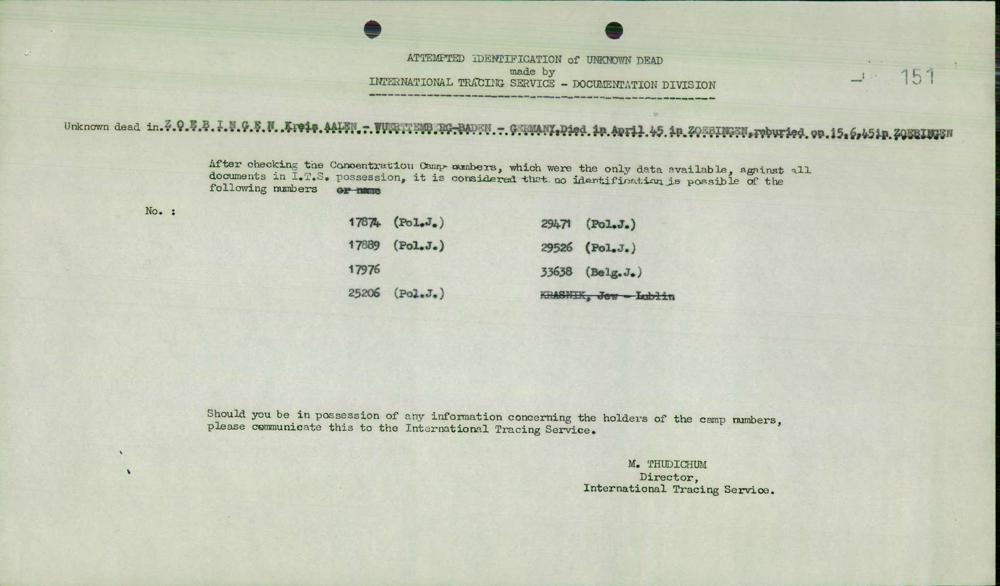 ATTEMPTED IDENTIFICATION of UNKNOWN DEAD
made by
INTERNATIONAL TRACING SERVICE - DOCUMENTATION DIVISION
151
Unknown dead in Z O E B I N G E N Kreis AALEN - WUERTTEMBERG-BADEN - GERMANY. Died in April 45 in ZOEBINGEN, reburied on 15.6.45 in ZOEBINGEN
After checking the Concentration Camp numbers, which were the only data available, against all
documents in I.T.S. possession, it is considered that no identification is possible of the
following numbers or name
No. :
17874 (Pol.J.) 29471 (Pol.J.)
17889 (Pol.J.) 29526 (Pol.J.)
17976 33638 (Belg.J.)
25206 (Pol.J.) KRASNIK, Jew - Lublin
Should you be in possession of any information concerning the holders of the camp numbers,
please communicate this to the International Tracing Service.
M. THUDICHUM
Director,
International Tracing Service.